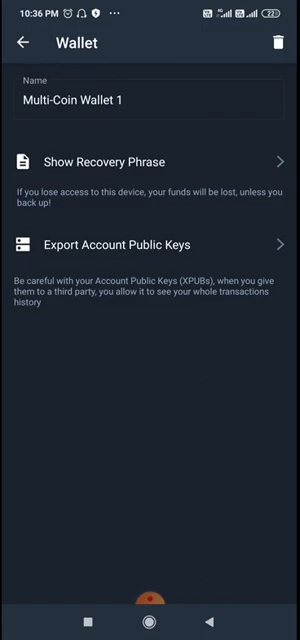 10:36 PM
22
Wallet
Name
Multi-Coin Wallet 1
Show Recovery Phrase
If you lose access to this device, your funds will be lost, unless you
back up!
Export Account Public Keys
Be careful with your Account Public Keys (XPUBs), when you give
them to a third party, you allow it to see your whole transactions
history